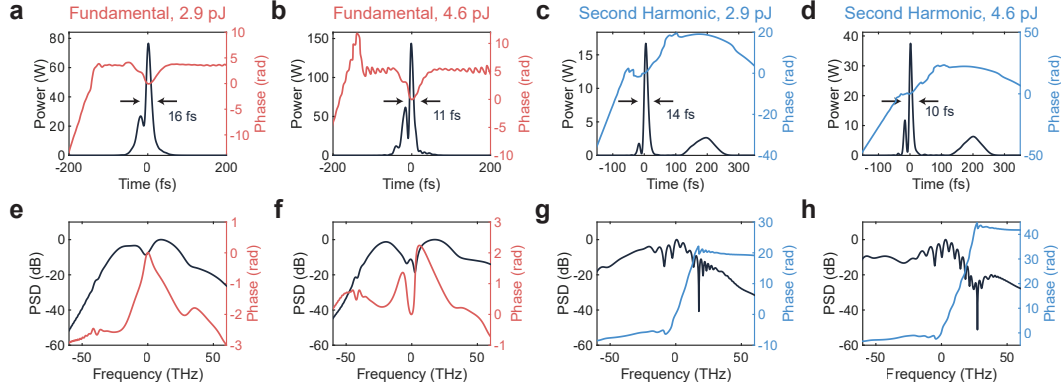 a
Fundamental, 2.9 pJ
80
60
40
20
0
Power (W)
10
5
0
-5
-10
Phase (rad)
16 fs
-200
0
200
Time (fs)
b
Fundamental, 4.6 pJ
150
100
50
0
Power (W)
10
5
0
-5
-10
Phase (rad)
11 fs
-200
0
200
Time (fs)
c
Second Harmonic, 2.9 pJ
15
10
5
0
Power (W)
20
0
-20
-40
Phase (rad)
14 fs
-100
0
100
200
300
Time (fs)
d
Second Harmonic, 4.6 pJ
40
30
20
10
0
Power (W)
50
0
-50
Phase (rad)
10 fs
-100
0
100
200
300
Time (fs)
e
0
-20
-40
-60
PSD (dB)
1
0
-1
-2
-3
Phase (rad)
-50
0
50
Frequency (THz)
f
0
-20
-40
-60
PSD (dB)
3
2
1
0
-1
Phase (rad)
-50
0
50
Frequency (THz)
g
0
-20
-40
-60
PSD (dB)
30
20
10
0
-10
Phase (rad)
-50
0
50
Frequency (THz)
h
0
-20
-40
-60
PSD (dB)
40
20
0
Phase (rad)
-50
0
50
Frequency (THz)